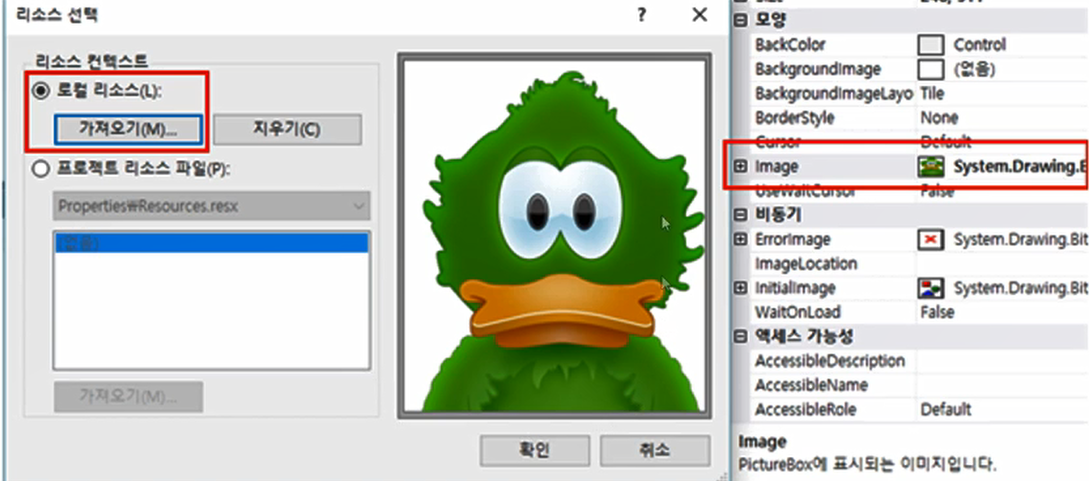 리소스 선택
?
리소스 컨텍스트
로컬 리소스(L):
가져오기(M)...
지우기(C)
프로젝트 리소스 파일(P):
Properties₩Resources.resx
(없음)
가져오기(M)...
확인
취소
모양
BackColor Control
BackgroundImage (없음)
BackgroundImageLayo Tile
BorderStyle None
Cursor Default
Image System.Drawing.B
UseWaitCursor False
비동기
ErrorImage System.Drawing.Bit
ImageLocation
InitialImage System.Drawing.Bit
WaitOnLoad False
액세스 가능성
AccessibleDescription
AccessibleName
AccessibleRole Default
Image
PictureBox에 표시되는 이미지입니다.